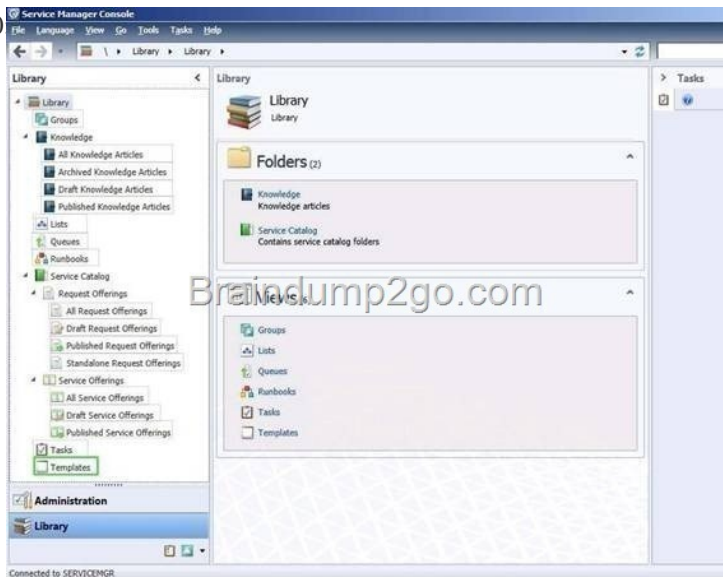 Service Manager Console
File Language View Go Tools Tasks Help
\ Library Library
Library
Library
Groups
Knowledge
All Knowledge Articles
Archived Knowledge Articles
Draft Knowledge Articles
Published Knowledge Articles
Lists
Queues
Runbooks
Service Catalog
Request Offerings
All Request Offerings
Draft Request Offerings
Published Request Offerings
Standalone Request Offerings
Service Offerings
All Service Offerings
Draft Service Offerings
Published Service Offerings
Tasks
Templates
Administration
Library
Connected to SERVICEMGR
Library
Library
Library
Folders (2)
Knowledge
Knowledge articles
Service Catalog
Contains service catalog folders
Braindump2go.com
Views (6)
Groups
Lists
Queues
Runbooks
Tasks
Templates
Tasks